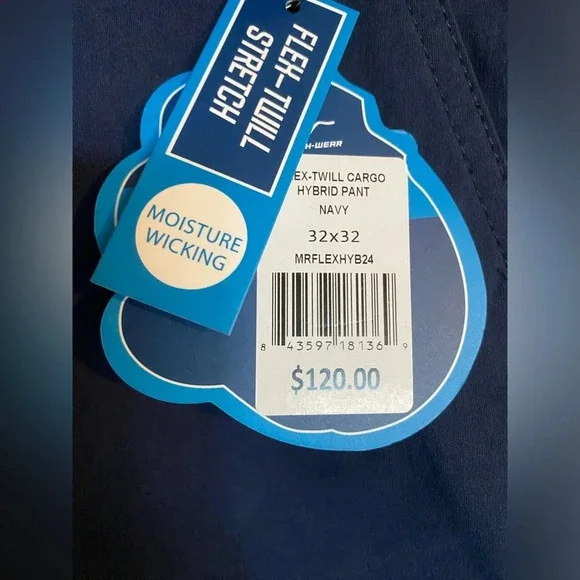 FLEX-TWILL
STRETCH
MOISTURE
WICKING
H-WEAR
EX-TWILL CARGO
HYBRID PANT
NAVY
32x32
MRFLEXHYB24
8 43597 18136 9
$120.00